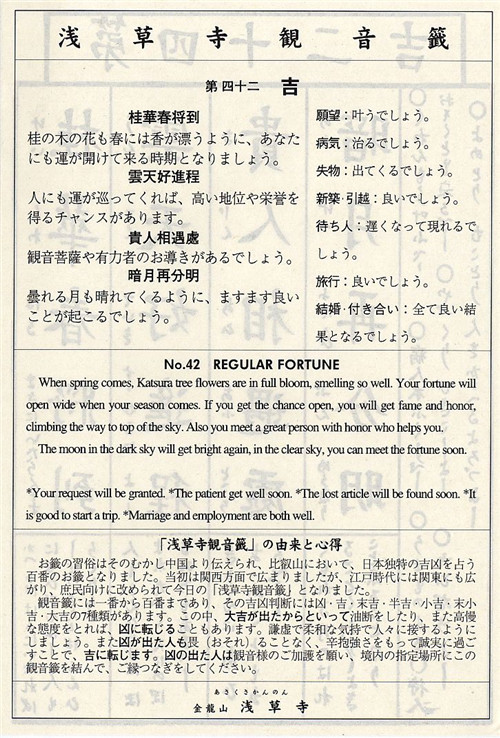 浅草寺観音籤
第四十二 吉
桂華春将到
桂の木の花も春には香が漂うように、あなた
にも運が開けて来る時期となりましょう。
雲天好進程
人にも運が巡ってくれば、高い地位や栄誉を
得るチャンスがあります。
貴人相遇處
観音菩薩や有力者のお導きがあるでしょう。
暗月再分明
曇れる月も晴れてくるように、ますます良い
ことが起こるでしょう。
願望：叶うでしょう。
病気：治るでしょう。
失物：出てくるでしょう。
新築・引越：良いでしょう。
待ち人：遅くなって現れるで
しょう。
旅行：良いでしょう。
結婚・付き合い：全て良い結
果となるでしょう。
No.42 REGULAR FORTUNE
When spring comes, Katsura tree flowers are in full bloom, smelling so well. Your fortune will
open wide when your season comes. If you get the chance open, you will get fame and honor,
climbing the way to top of the sky. Also you meet a great person with honor who helps you.
The moon in the dark sky will get bright again, in the clear sky, you can meet the fortune soon.
*Your request will be granted. *The patient get well soon. *The lost article will be found soon. *It
is good to start a trip. *Marriage and employment are both well.
「浅草寺観音籤」の由来と心得
お籤の習俗はそのむかし中国より伝えられ、比叡山において、日本独特の吉凶を占う
百番のお籤となりました。当初は関西方面で広まりましたが、江戸時代には関東にも広
がり、庶民向けに改められて今日の「浅草寺観音籤」となりました。
観音籤には一番から百番まであり、その吉凶判断には凶・吉・末吉・半吉・小吉・末小
吉・大吉の7種類があります。この中、大吉が出たからといって油断をしたり、また高慢
な態度をとれば、凶に転じることもあります。謙虚で柔和な気持で人々に接するようにし
ましょう。また凶が出た人も畏（おそれ）ることなく、辛抱強さをもって誠実に過ご
すことで、吉に転じます。凶の出た人は観音様のご加護を願い、境内の指定場所にこの
観音籤を結んで、ご縁つなぎをしてください。
あさくさかんのん
金龍山 浅草寺